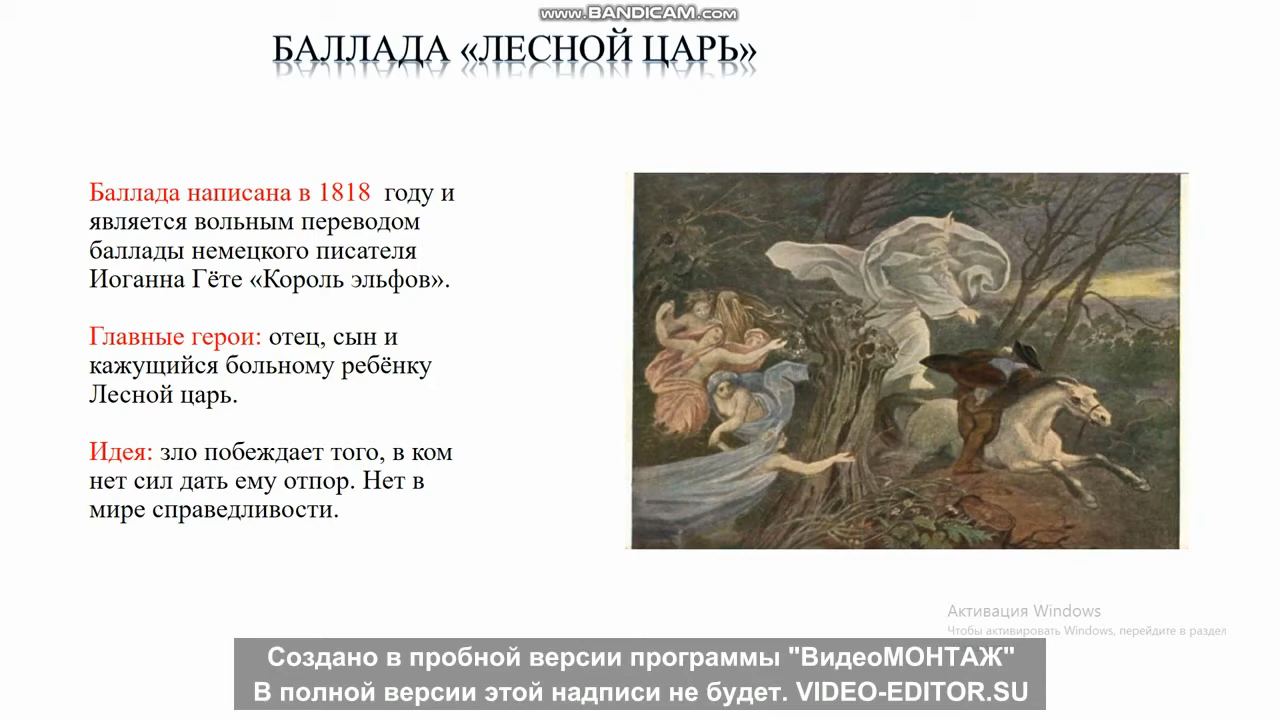 www.BANDICAM.com
БАЛЛАДА «ЛЕСНОЙ ЦАРЬ»
Баллада написана в 1818 году и
является вольным переводом
баллады немецкого писателя
Иоганна Гёте «Король эльфов».
Главные герои: отец, сын и
кажущийся больному ребёнку
Лесной царь.
Идея: зло побеждает того, в ком
нет сил дать ему отпор. Нет в
мире справедливости.
Активация Windows
Чтобы активировать Windows, перейдите в раздел
Создано в пробной версии программы "ВидеоМОНТАЖ"
В полной версии этой надписи не будет. VIDEO-EDITOR.SU